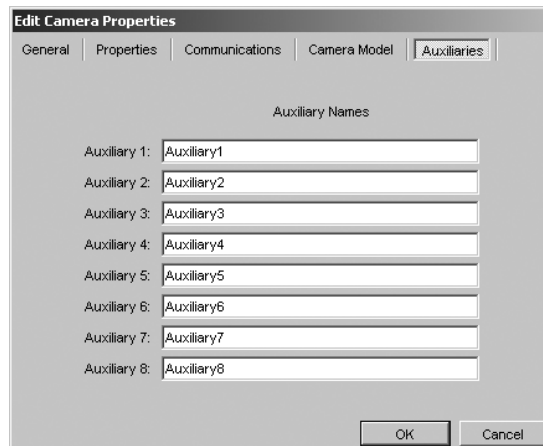 Edit Camera Properties
General Properties Communications Camera Model Auxiliaries
Auxiliary Names
Auxiliary 1: Auxiliary1
Auxiliary 2: Auxiliary2
Auxiliary 3: Auxiliary3
Auxiliary 4: Auxiliary4
Auxiliary 5: Auxiliary5
Auxiliary 6: Auxiliary6
Auxiliary 7: Auxiliary7
Auxiliary 8: Auxiliary8
OK Cancel